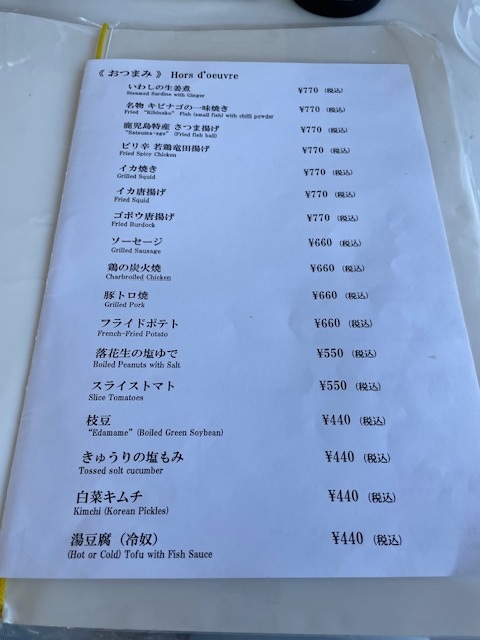 《 おつまみ 》 Hors d'oeuvre
いわしの生姜煮 ¥770 (税込)
Steamed Sardine with Ginger
名物 キビナゴの一味焼き ¥770 (税込)
Fried "Kibinako" Fish (small fish) with chilli powder
鹿児島特産 さつま揚げ ¥770 (税込)
"Satsuma-age" (Fried fish ball)
ピリ辛 若鶏竜田揚げ ¥770 (税込)
Fried Spicy Chicken
イカ焼き ¥770 (税込)
Grilled Squid
イカ唐揚げ ¥770 (税込)
Fried Squid
ゴボウ唐揚げ ¥770 (税込)
Fried Burdock
ソーセージ ¥660 (税込)
Grilled Sausage
鶏の炭火焼 ¥660 (税込)
Charbroiled Chicken
豚トロ焼 ¥660 (税込)
Grilled Pork
フライドポテト ¥660 (税込)
French-Fried Potato
落花生の塩ゆで ¥550 (税込)
Boiled Peanuts with Salt
スライストマト ¥550 (税込)
Slice Tomatoes
枝豆 ¥440 (税込)
"Edamame" (Boiled Green Soybean)
きゅうりの塩もみ ¥440 (税込)
Tossed solt cucumber
白菜キムチ ¥440 (税込)
Kimchi (Korean Pickles)
湯豆腐 (冷奴) ¥440 (税込)
(Hot or Cold) Tofu with Fish Sauce